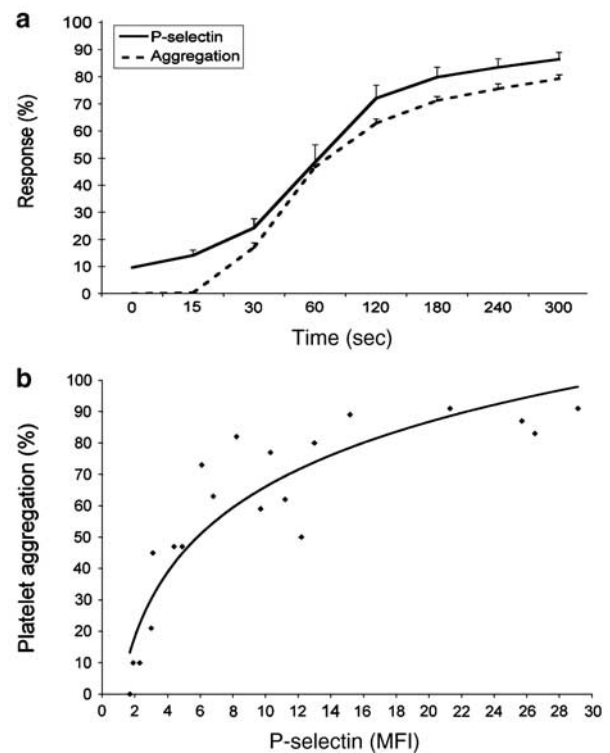 a
100
90
80
70
60
50
40
30
20
10
0
Response (%)
P-selectin
Aggregation
0 15 30 60 120 180 240 300
Time (sec)
b
100
90
80
70
60
50
40
30
20
10
0
Platelet aggregation (%)
0 2 4 6 8 10 12 14 16 18 20 22 24 26 28 30
P-selectin (MFI)